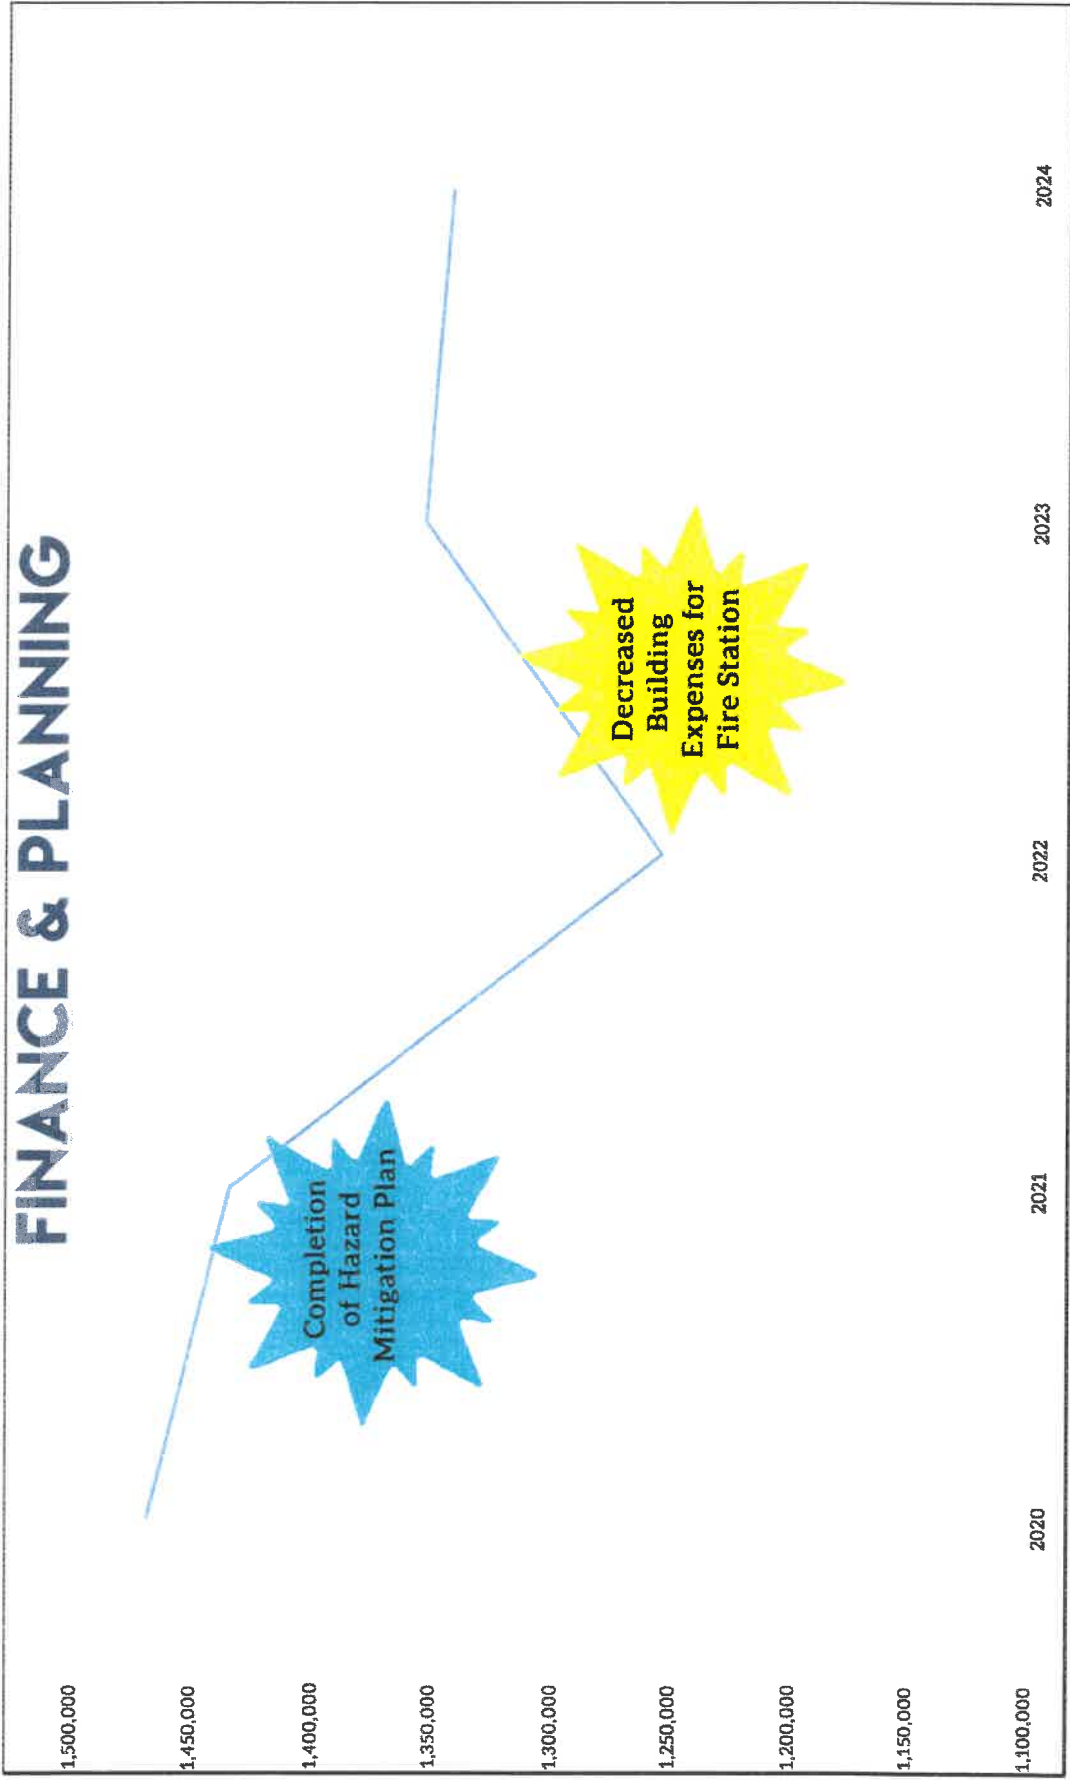 FINANCE & PLANNING
1,500,000
1,450,000
1,400,000
1,350,000
1,300,000
1,250,000
1,200,000
1,150,000
1,100,000
Completion
of Hazard
Mitigation Plan
Decreased
Building
Expenses for
Fire Station
2020
2021
2022
2023
2024